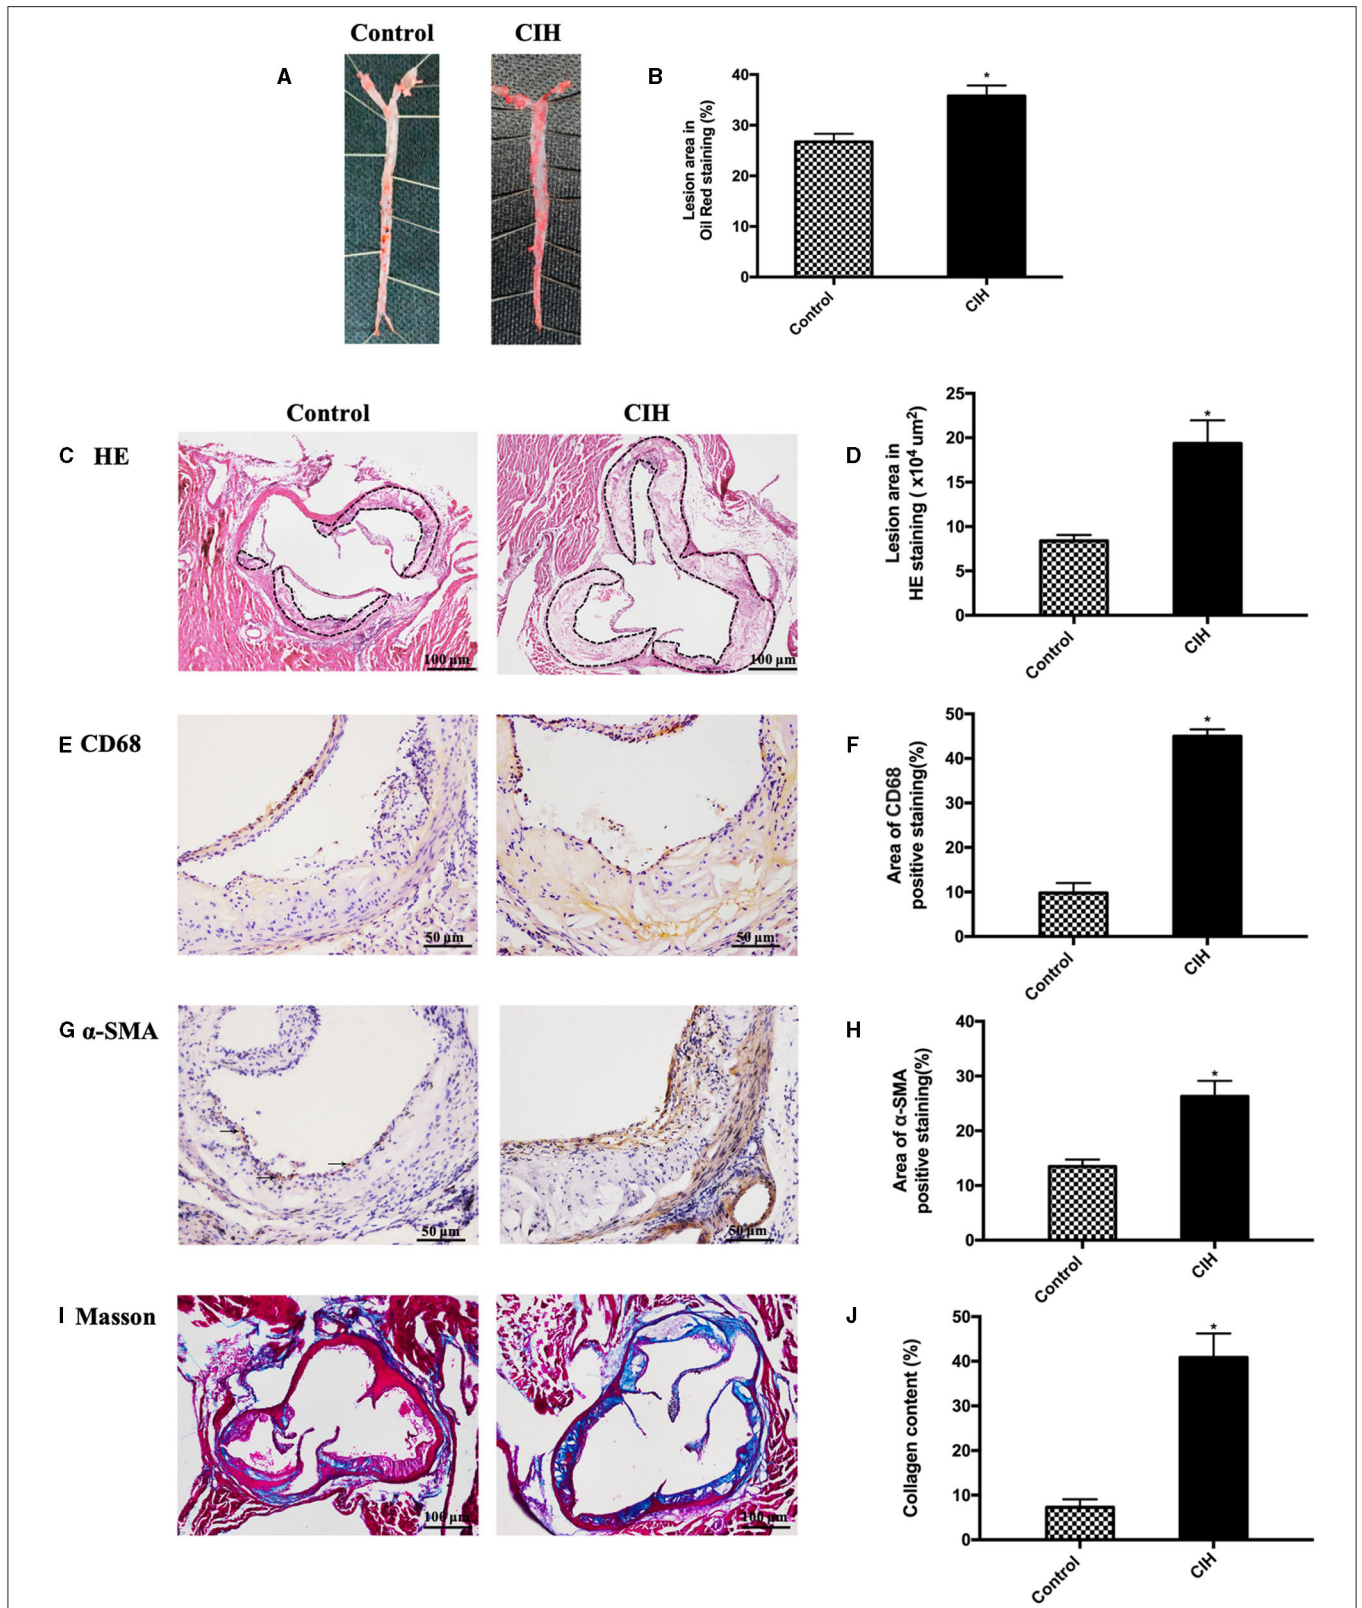 Control CIH
A
B
Lesion area in
Oil Red staining (%)
40
30
20
10
0
*
Control CIH
Control CIH
C HE
100 μm
100 μm
D
Lesion area in
HE staining ( x10⁴ um²)
25
20
15
10
5
0
*
Control CIH
E CD68
50 μm
50 μm
F
Area of CD68
positive staining(%)
50
40
30
20
10
0
*
Control CIH
G α-SMA
50 μm
50 μm
H
Area of α-SMA
positive staining(%)
40
30
20
10
0
*
Control CIH
I Masson
100 μm
100 μm
J
Collagen content (%)
50
40
30
20
10
0
*
Control CIH